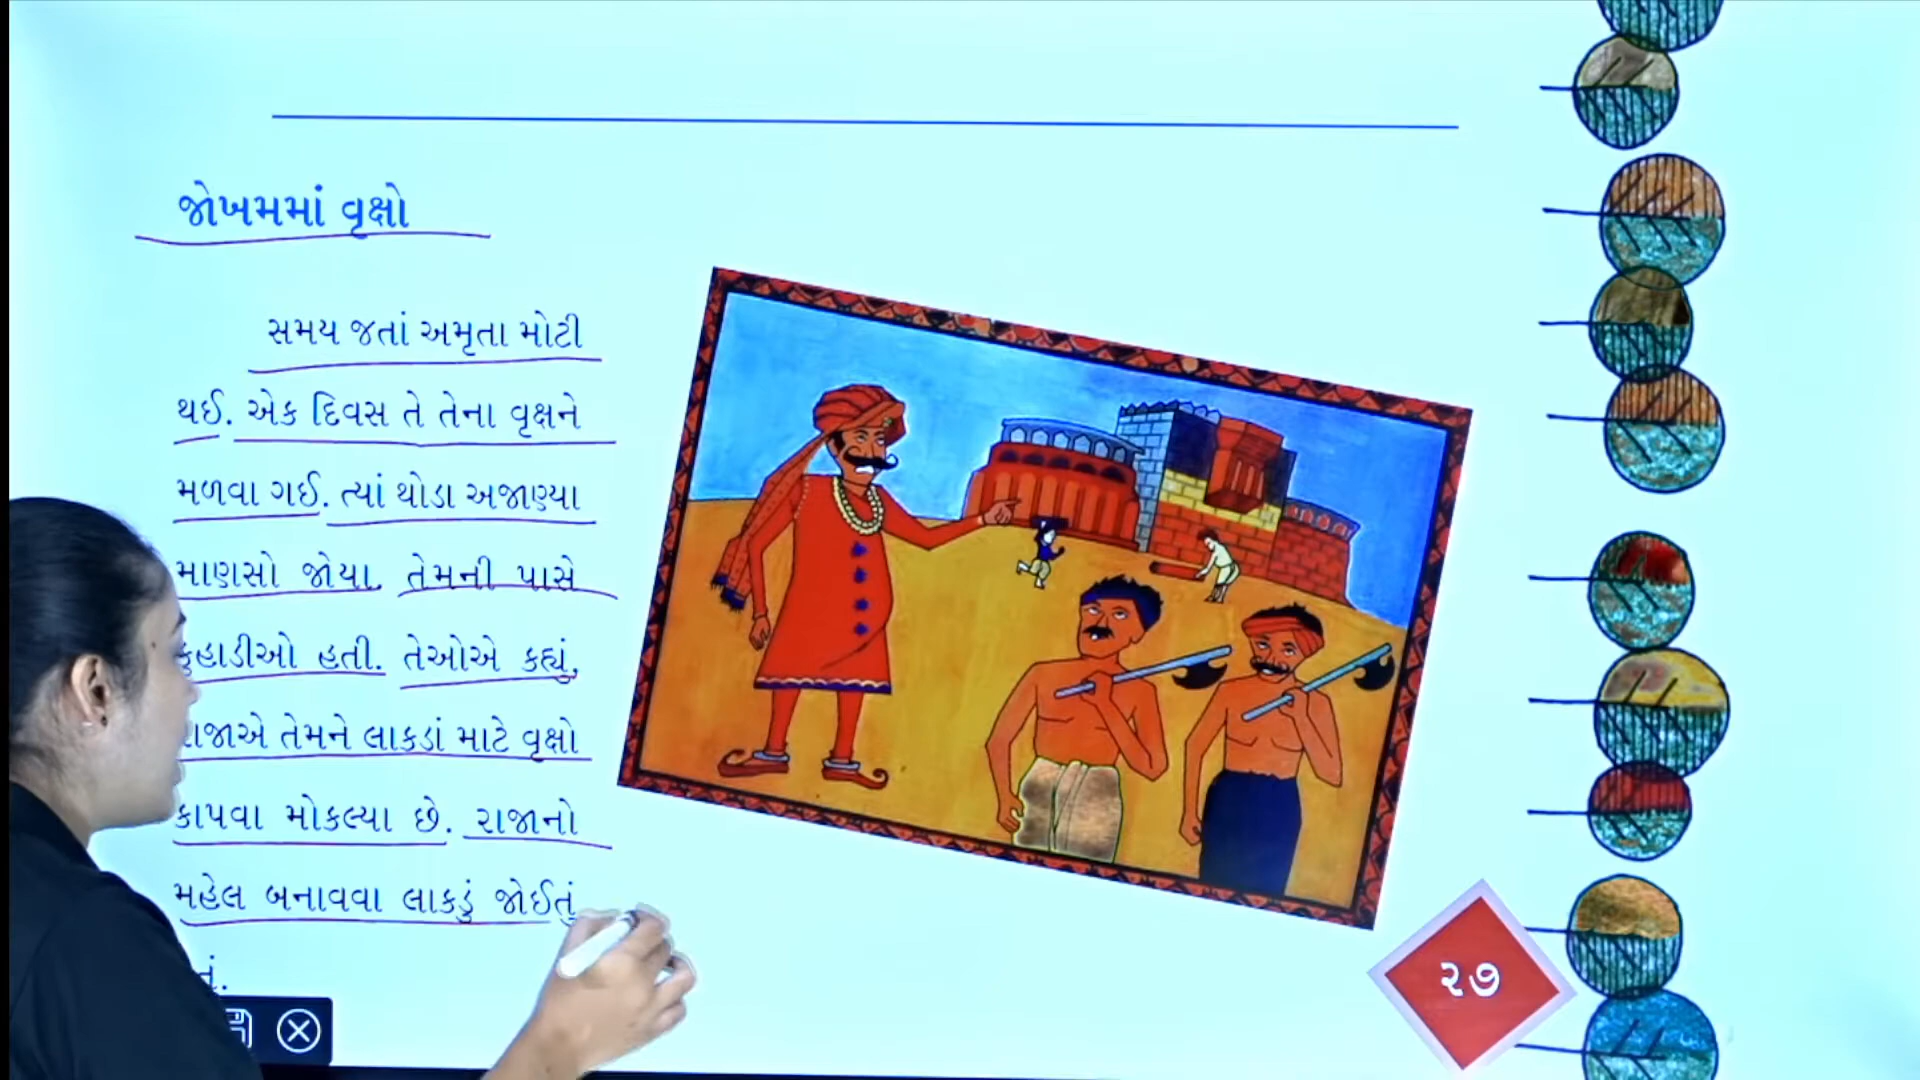 જોખમમાં વૃક્ષો
સમય જતાં અમૃતા મોટી
થઈ. એક દિવસ તે તેના વૃક્ષને
મળવા ગઈ. ત્યાં થોડા અજાણ્યા
માણસો જોયા. તેમની પાસે
કુહાડીઓ હતી. તેઓએ કહ્યું,
રાજાએ તેમને લાકડાં માટે વૃક્ષો
કાપવા મોકલ્યા છે. રાજાનો
મહેલ બનાવવા લાકડું જોઈતું
૨૭